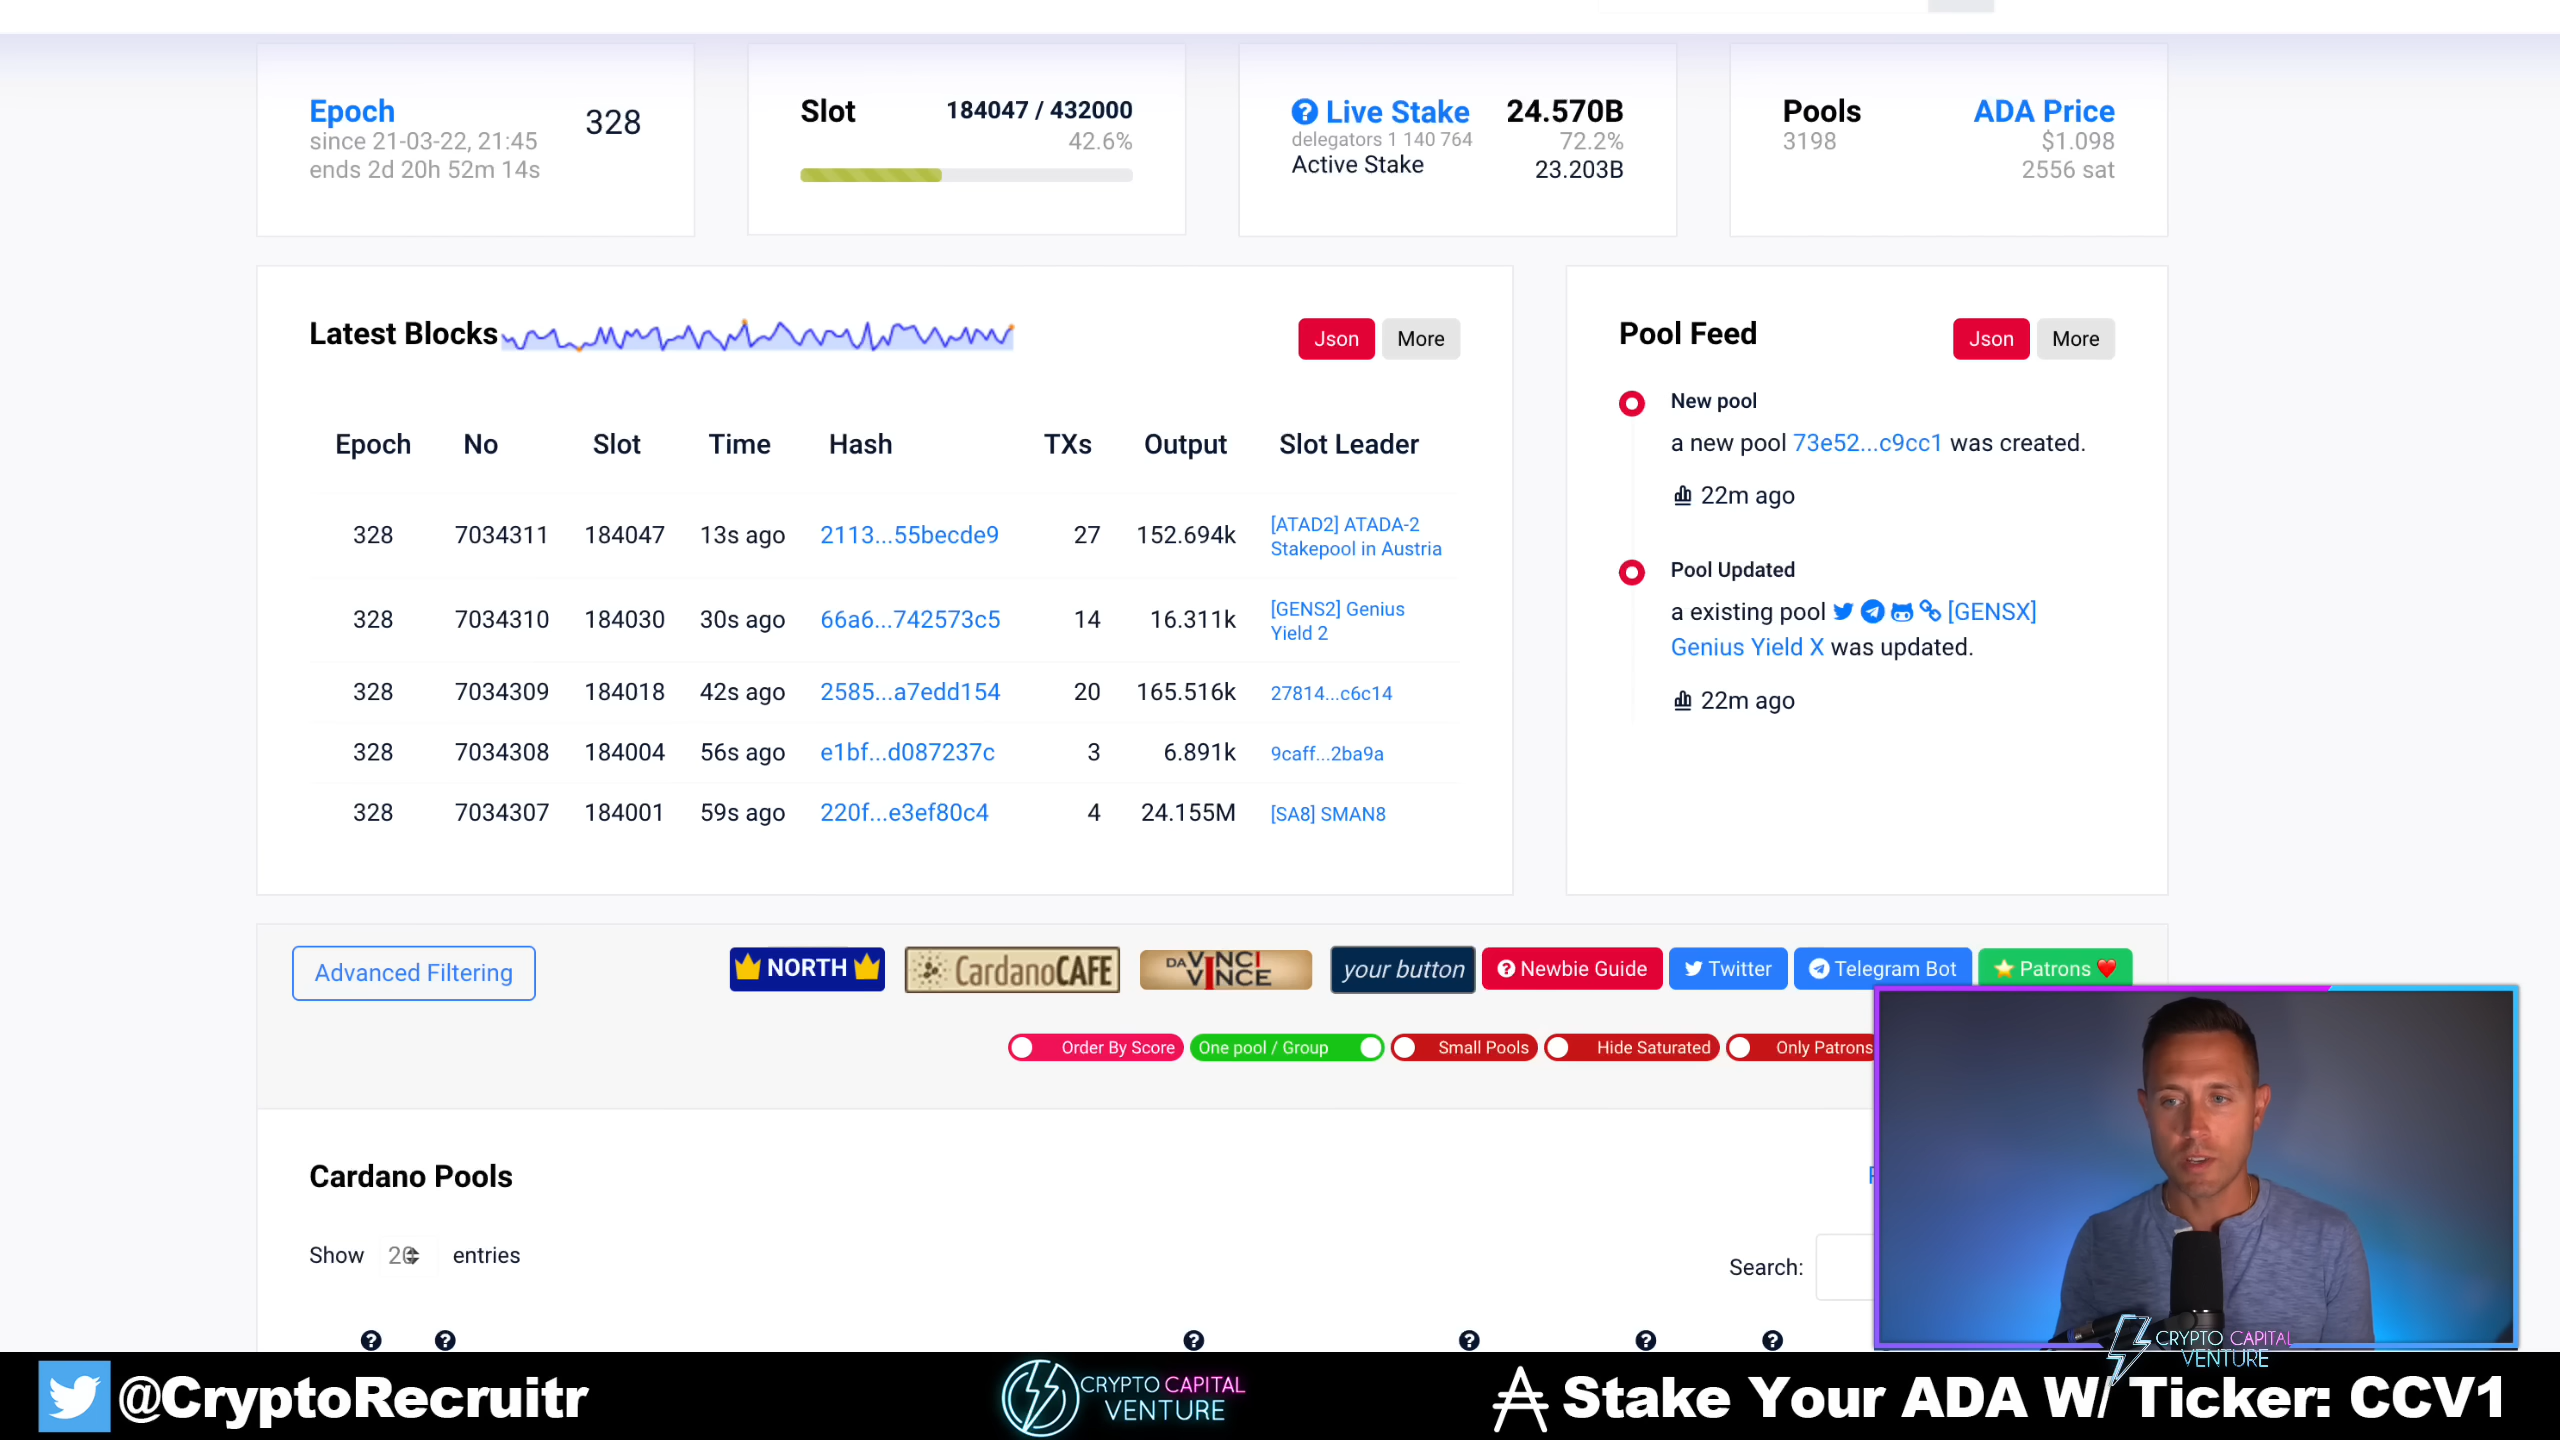 Epoch
328
since 21-03-22, 21:45
ends 2d 20h 52m 14s
Slot
184047 / 432000
42.6%
Live Stake
24.570B
delegators 1 140 764
72.2%
Active Stake
23.203B
Pools
3198
ADA Price
$1.098
2556 sat
Latest Blocks
Json More
Epoch No Slot Time Hash TXs Output Slot Leader
328 7034311 184047 13s ago 2113...55becde9 27 152.694k [ATAD2] ATADA-2
Stakepool in Austria
328 7034310 184030 30s ago 66a6...742573c5 14 16.311k [GENS2] Genius
Yield 2
328 7034309 184018 42s ago 2585...a7edd154 20 165.516k 27814...c6c14
328 7034308 184004 56s ago e1bf...d087237c 3 6.891k 9caff...2ba9a
328 7034307 184001 59s ago 220f...e3ef80c4 4 24.155M [SA8] SMAN8
Pool Feed
Json More
New pool
a new pool 73e52...c9cc1 was created.
22m ago
Pool Updated
a existing pool [GENSX]
Genius Yield X was updated.
22m ago
Advanced Filtering
NORTH
CardanoCAFE
DA VINCI
VINCE
your button
Newbie Guide
Twitter
Telegram Bot
Patrons
Order By Score
One pool / Group
Small Pools
Hide Saturated
Only Patrons
Cardano Pools
Show 20 entries
Search:
CRYPTO CAPITAL
VENTURE
@CryptoRecruitr
CRYPTO CAPITAL
VENTURE
Stake Your ADA W/ Ticker: CCV1